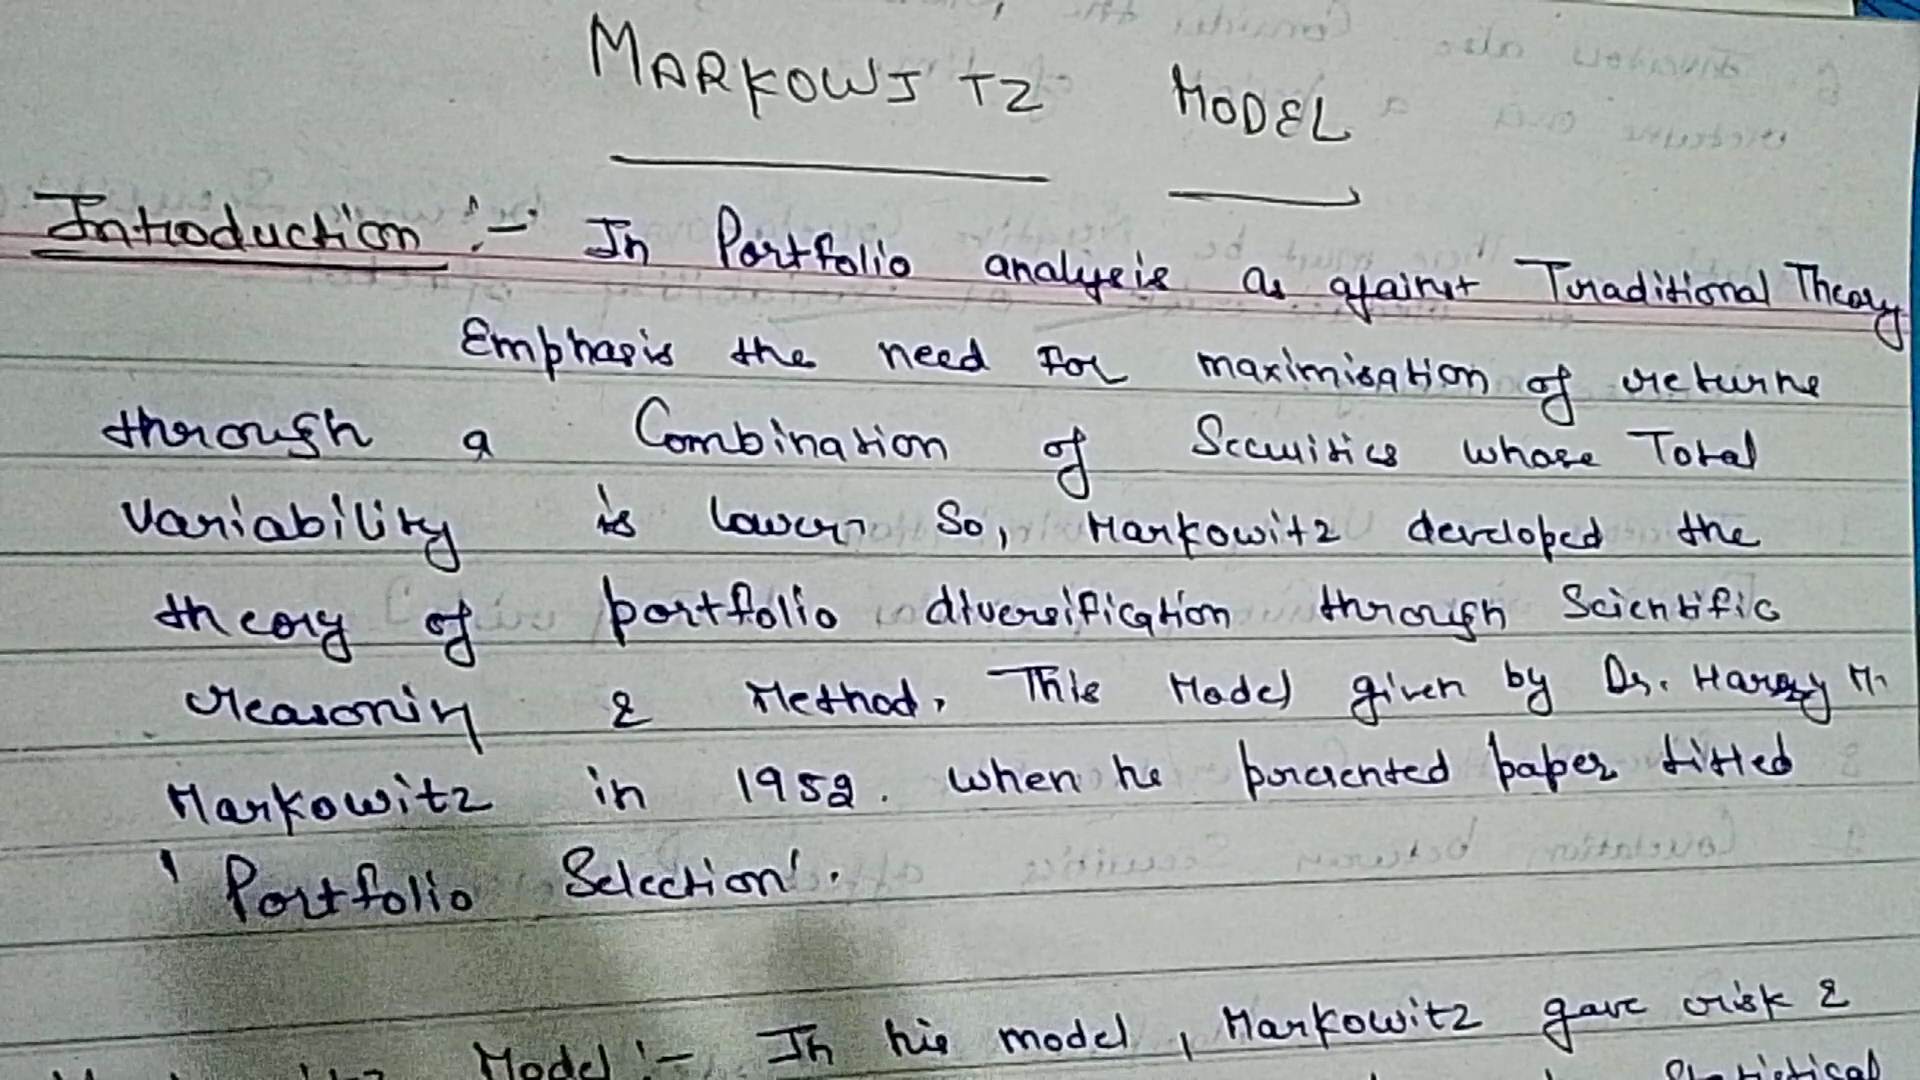 MARKOWITZ MODEL
Introduction :- In Portfolio analysis as against Traditional Theory
Emphasis the need For maximisation of returns
through a Combination of Securities whose Total
variability is lower. So, Markowitz developed the
theory of portfolio diversification through Scientific
reasoning & Method. This Model given by Dr. Harry M.
Markowitz in 1952. When he presented paper titled
'Portfolio Selection'.
Model :- In his model, Markowitz gave risk &
Statistical